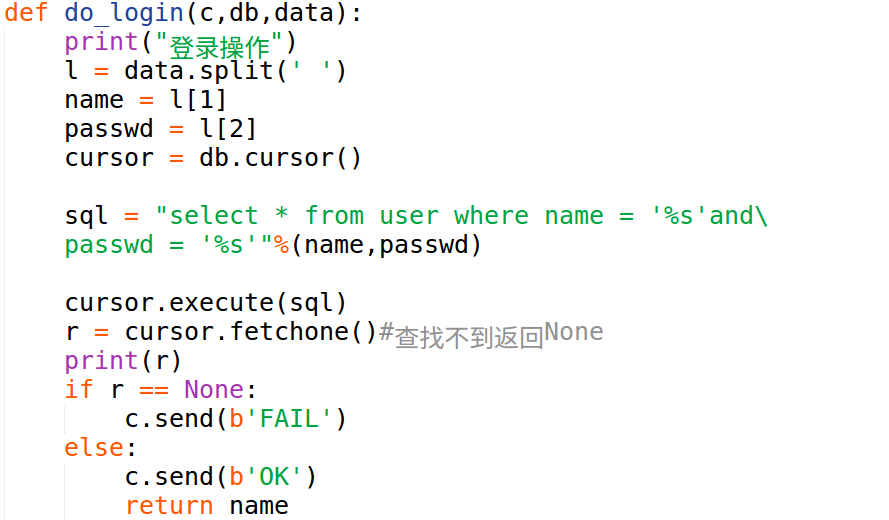 def do_login(c,db,data):
    print("登录操作")
    l = data.split(' ')
    name = l[1]
    passwd = l[2]
    cursor = db.cursor()

    sql = "select * from user where name = '%s'and\
    passwd = '%s'"%(name,passwd)

    cursor.execute(sql)
    r = cursor.fetchone()#查找不到返回None
    print(r)
    if r == None:
        c.send(b'FAIL')
    else:
        c.send(b'OK')
        return name